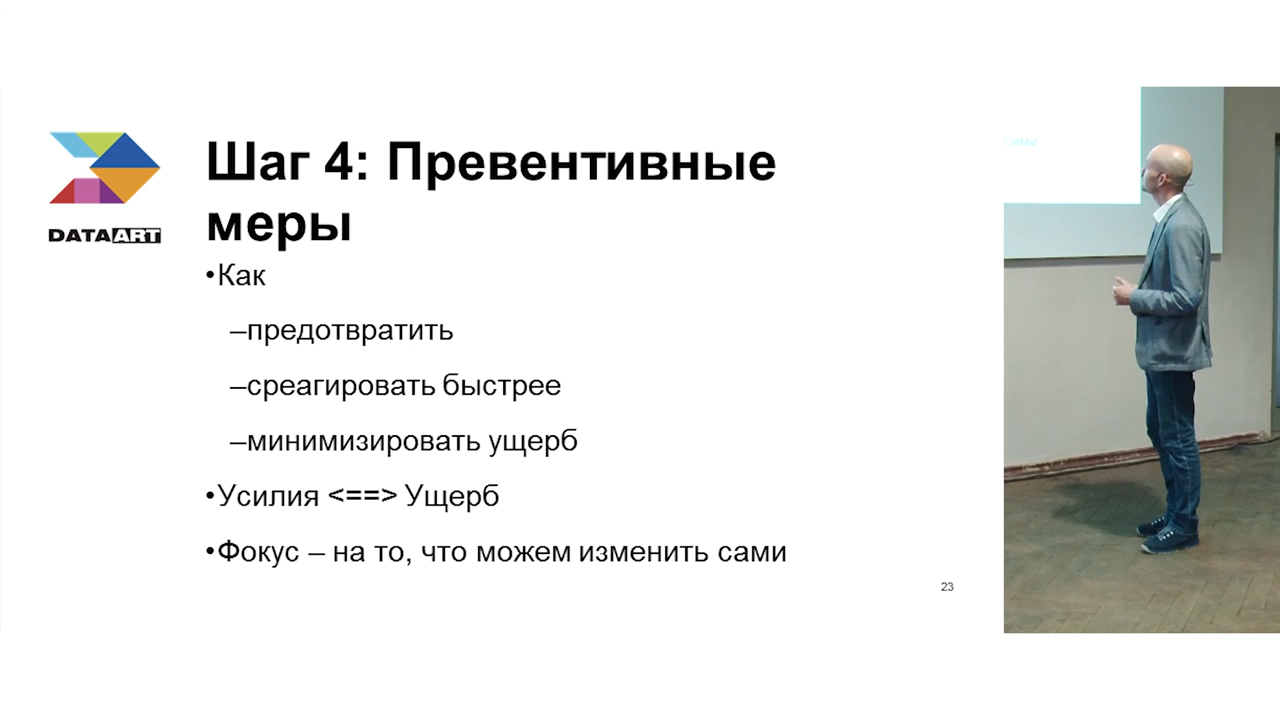 DATAART
Шаг 4: Превентивные
меры
•Как
–предотвратить
–среагировать быстрее
–минимизировать ущерб
•Усилия <==> Ущерб
•Фокус – на то, что можем изменить сами
23
сами